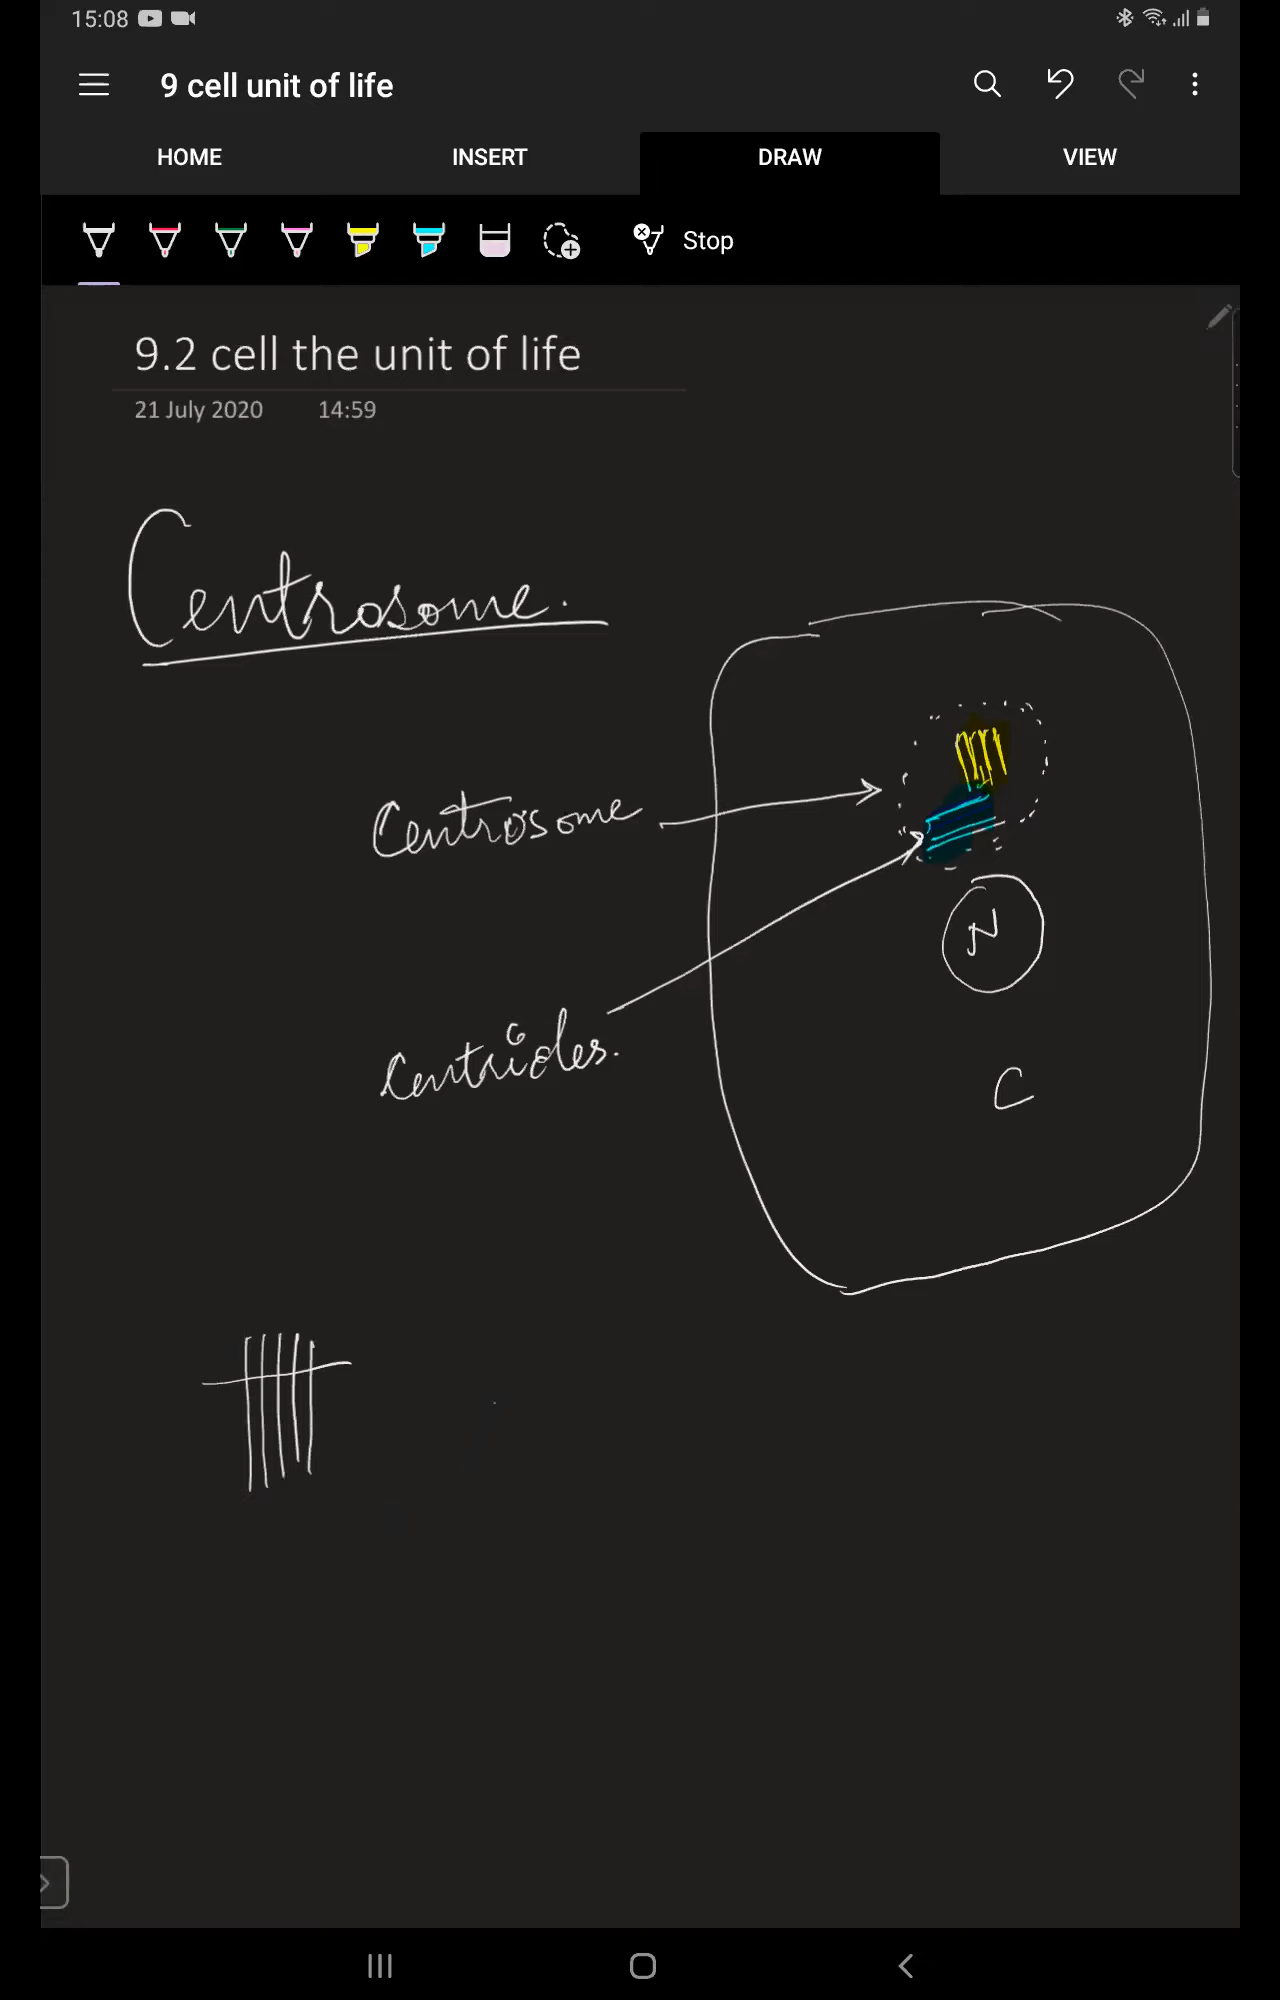 15:08
9 cell unit of life
HOME INSERT DRAW VIEW
Stop
9.2 cell the unit of life
21 July 2020 14:59
Centrosome.
Centrosome
Centrioles.
N
C